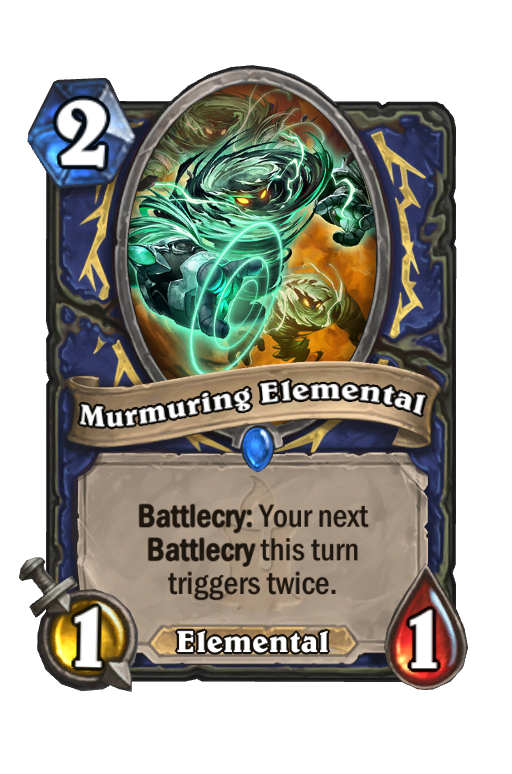 2
Murmuring Elemental
Battlecry: Your next
Battlecry this turn
triggers twice.
1
Elemental
1